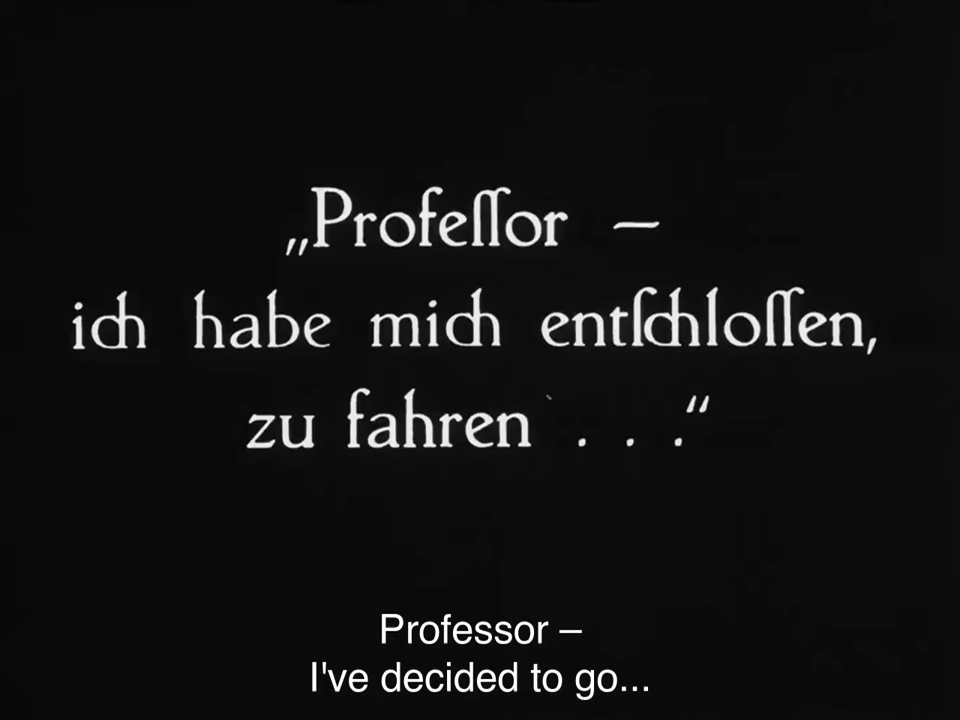 „Profeſſor –
ich habe mich entſchloſſen,
zu fahren . . .“
Professor –
I've decided to go...